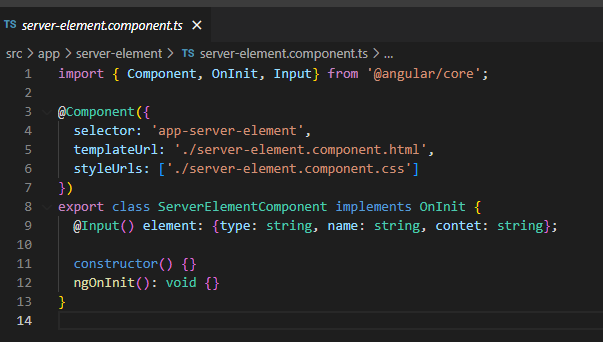 TS server-element.component.ts ×
src > app > server-element > TS server-element.component.ts > ...
1 import { Component, OnInit, Input} from '@angular/core';
2
3 @Component({
4   selector: 'app-server-element',
5   templateUrl: './server-element.component.html',
6   styleUrls: ['./server-element.component.css']
7 })
8 export class ServerElementComponent implements OnInit {
9   @Input() element: {type: string, name: string, contet: string};
10
11   constructor() {}
12   ngOnInit(): void {}
13 }
14